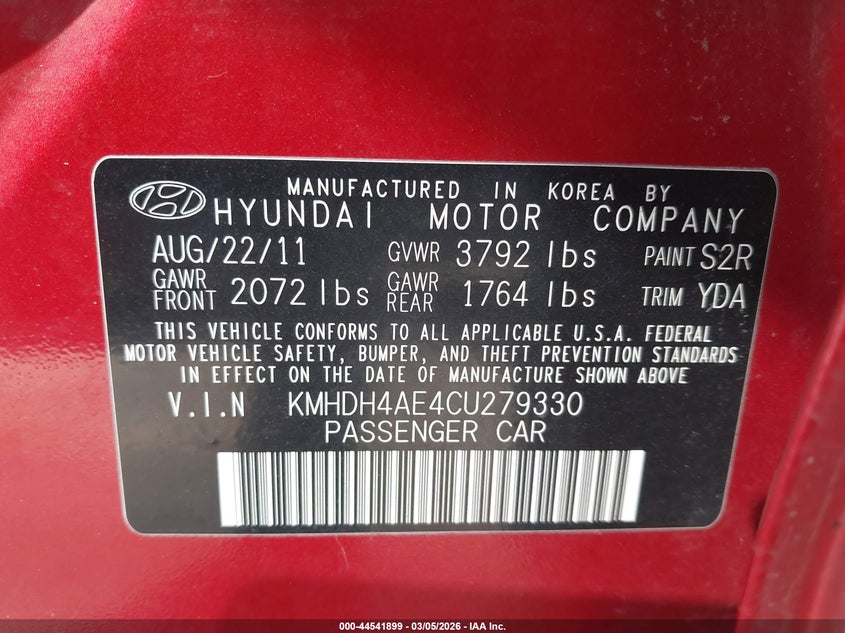 MANUFACTURED IN KOREA BY
HYUNDAI MOTOR COMPANY
AUG/22/11 GVWR 3792 lbs PAINT S2R
GAWR FRONT 2072 lbs GAWR REAR 1764 lbs TRIM YDA
THIS VEHICLE CONFORMS TO ALL APPLICABLE U.S.A. FEDERAL
MOTOR VEHICLE SAFETY, BUMPER, AND THEFT PREVENTION STANDARDS
IN EFFECT ON THE DATE OF MANUFACTURE SHOWN ABOVE
V.I.N KMHDH4AE4CU279330
PASSENGER CAR
000-44541899 - 03/05/2026 - IAA Inc.